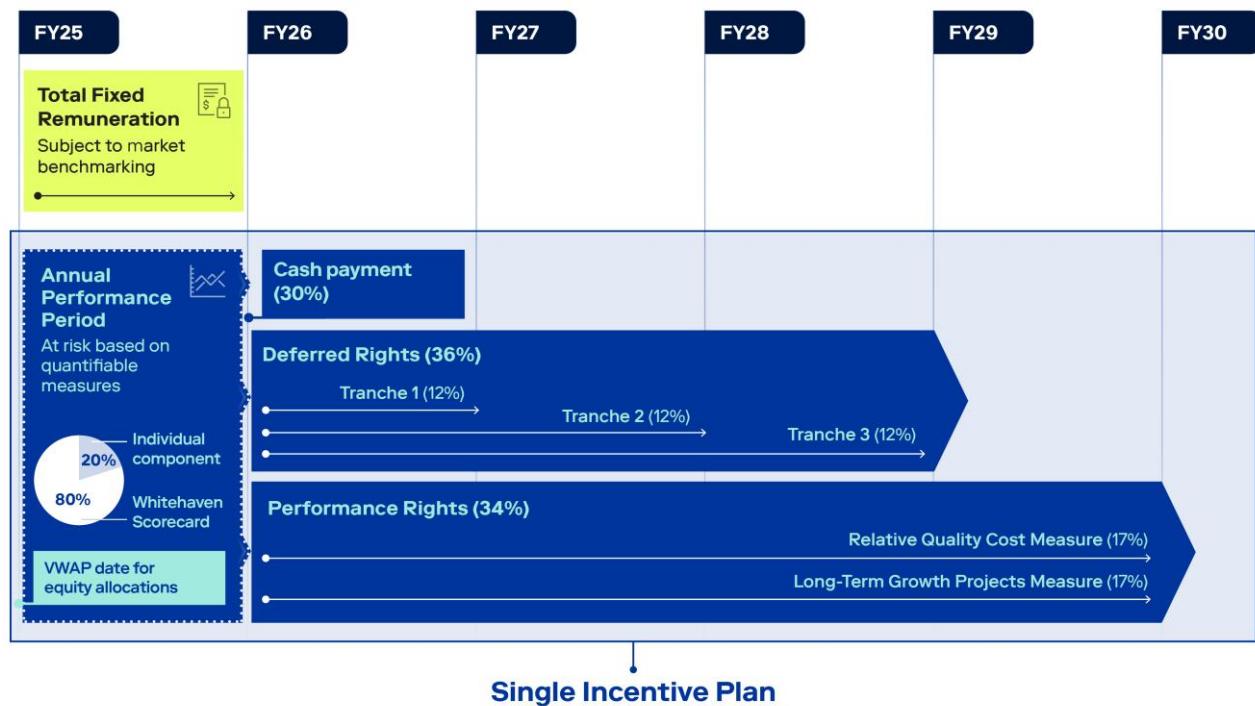 FY25
FY26
FY27
FY28
FY29
FY30
Total Fixed
Remuneration
Subject to market
benchmarking
Annual
Performance
Period
At risk based on
quantifiable
measures
Individual
component
20%
80%
Whitehaven
Scorecard
VWAP date for
equity allocations
Cash payment
(30%)
Deferred Rights (36%)
Tranche 1 (12%)
Tranche 2 (12%)
Tranche 3 (12%)
Performance Rights (34%)
Relative Quality Cost Measure (17%)
Long-Term Growth Projects Measure (17%)
Single Incentive Plan